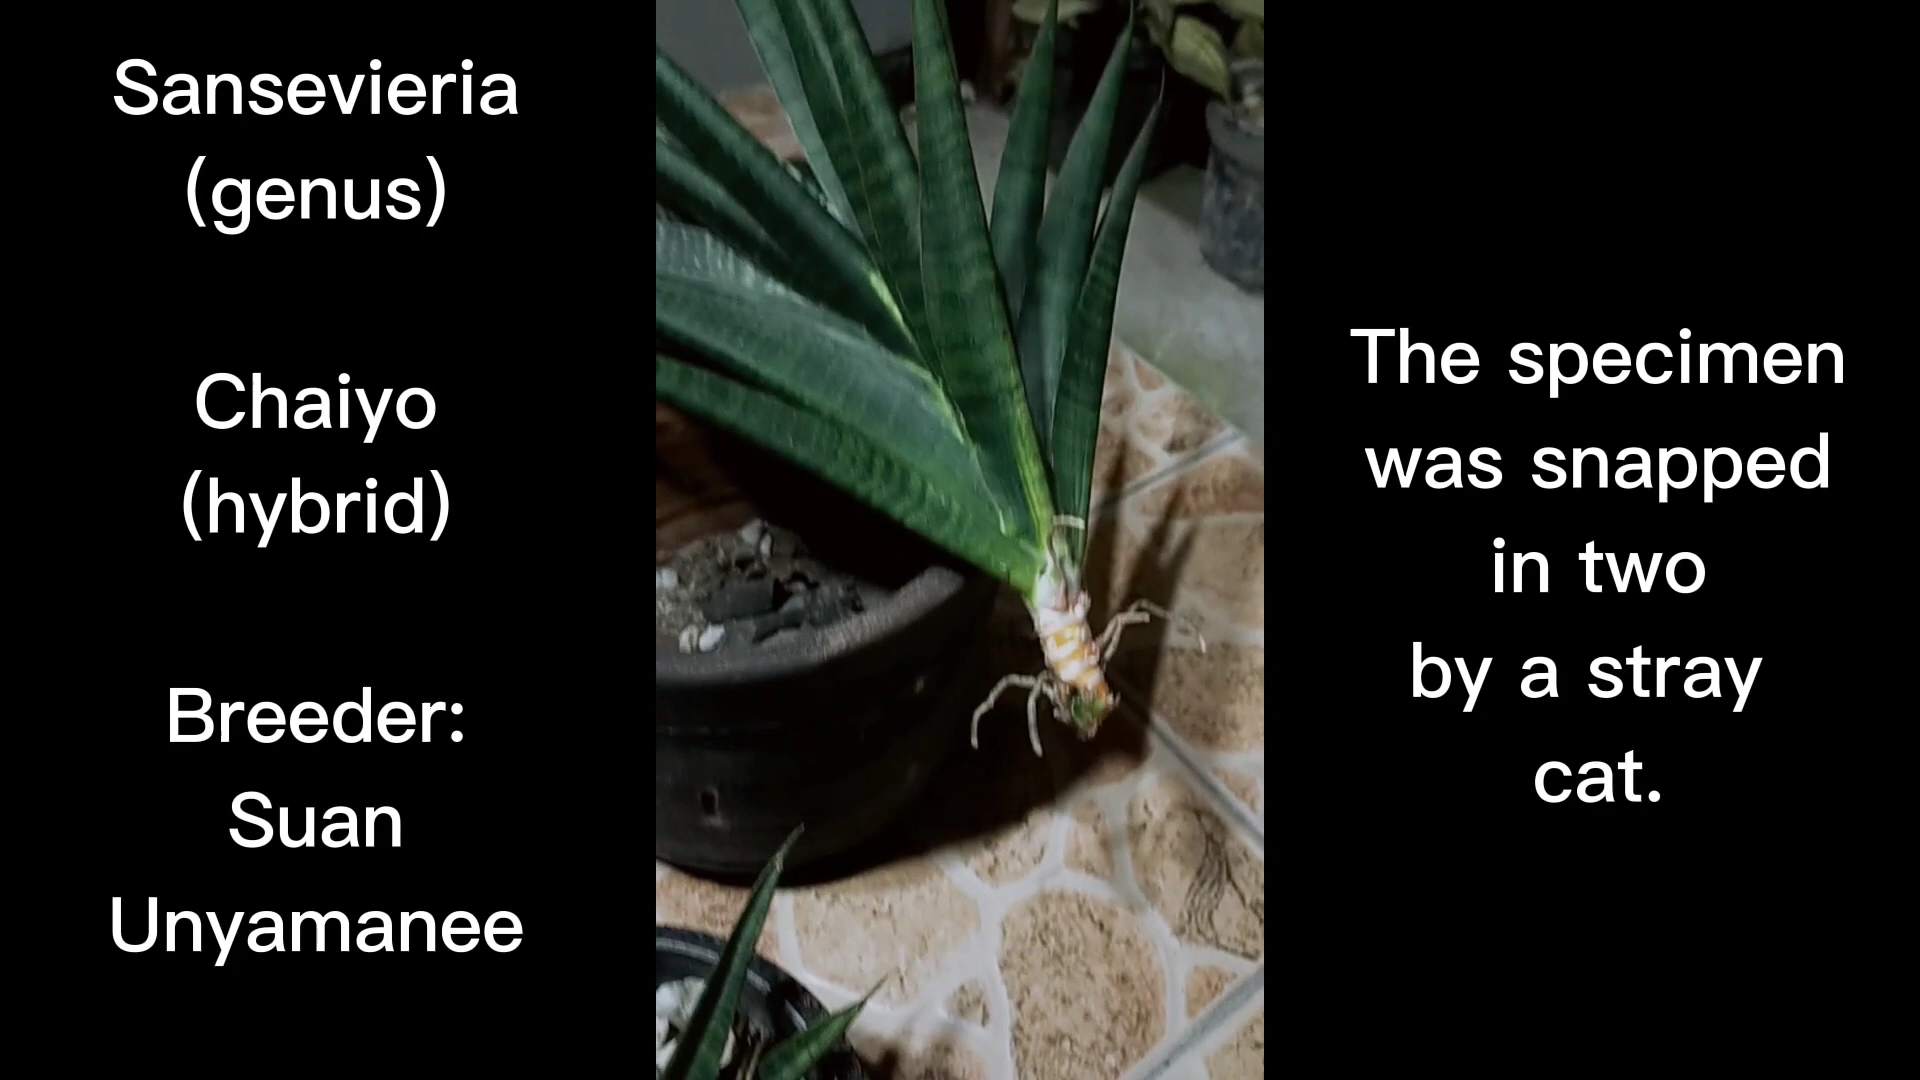 Sansevieria
(genus)
Chaiyo
(hybrid)
Breeder:
Suan
Unyamanee
The specimen
was snapped
in two
by a stray
cat.